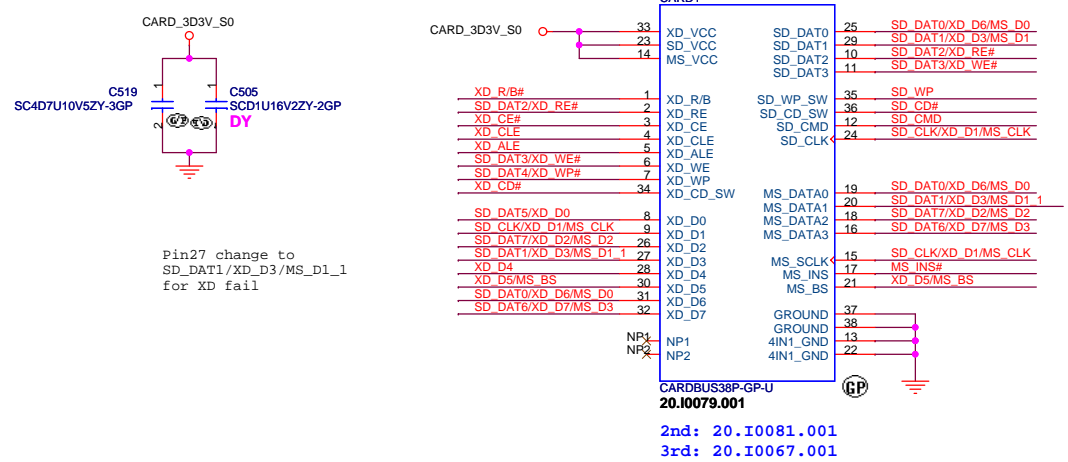 CARD_3D3V_S0
1 1
C519
SC4D7U10V5ZY-3GP
C505
SCD1U16V2ZY-2GP
DY
2 2
GP
Pin27 change to
SD_DAT1/XD_D3/MS_D1_1
for XD fail
CARD_3D3V_S0
33 XD_VCC
23 SD_VCC
14 MS_VCC
XD_R/B# 1 XD_R/B
SD_DAT2/XD_RE# 2 XD_RE
XD_CE# 3 XD_CE
XD_CLE 4 XD_CLE
XD_ALE 5 XD_ALE
SD_DAT3/XD_WE# 6 XD_WE
SD_DAT4/XD_WP# 7 XD_WP
XD_CD# 34 XD_CD_SW
SD_DAT5/XD_D0 8 XD_D0
SD_CLK/XD_D1/MS_CLK 9 XD_D1
SD_DAT7/XD_D2/MS_D2 26 XD_D2
SD_DAT1/XD_D3/MS_D1_1 27 XD_D3
XD_D4 28 XD_D4
XD_D5/MS_BS 30 XD_D5
SD_DAT0/XD_D6/MS_D0 31 XD_D6
SD_DAT6/XD_D7/MS_D3 32 XD_D7
NP1 NP1
NP2 NP2
SD_DAT0 25 SD_DAT0/XD_D6/MS_D0
SD_DAT1 29 SD_DAT1/XD_D3/MS_D1
SD_DAT2 10 SD_DAT2/XD_RE#
SD_DAT3 11 SD_DAT3/XD_WE#
SD_WP_SW 35 SD_WP
SD_CD_SW 36 SD_CD#
SD_CMD 12 SD_CMD
SD_CLK 24 SD_CLK/XD_D1/MS_CLK
MS_DATA0 19 SD_DAT0/XD_D6/MS_D0
MS_DATA1 20 SD_DAT1/XD_D3/MS_D1_1
MS_DATA2 18 SD_DAT7/XD_D2/MS_D2
MS_DATA3 16 SD_DAT6/XD_D7/MS_D3
MS_SCLK 15 SD_CLK/XD_D1/MS_CLK
MS_INS 17 MS_INS#
MS_BS 21 XD_D5/MS_BS
GROUND 37
GROUND 38
4IN1_GND 13
4IN1_GND 22
GP
CARDBUS38P-GP-U
20.I0079.001
2nd: 20.I0081.001
3rd: 20.I0067.001